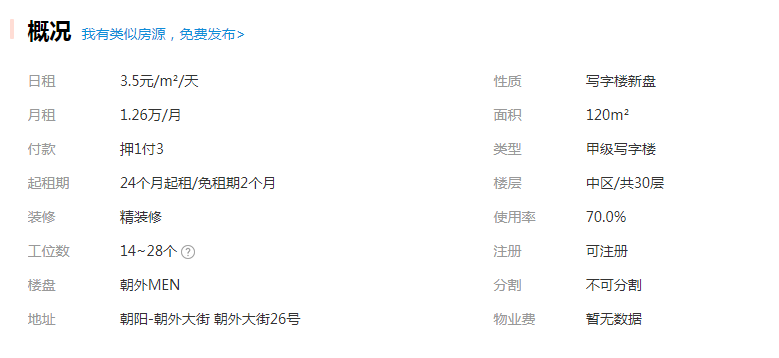 概况 我有类似房源，免费发布>
日租 3.5元/m²/天 性质 写字楼新盘
月租 1.26万/月 面积 120m²
付款 押1付3 类型 甲级写字楼
起租期 24个月起租/免租期2个月 楼层 中区/共30层
装修 精装修 使用率 70.0%
工位数 14~28个 ? 注册 可注册
楼盘 朝外MEN 分割 不可分割
地址 朝阳-朝外大街 朝外大街26号 物业费 暂无数据